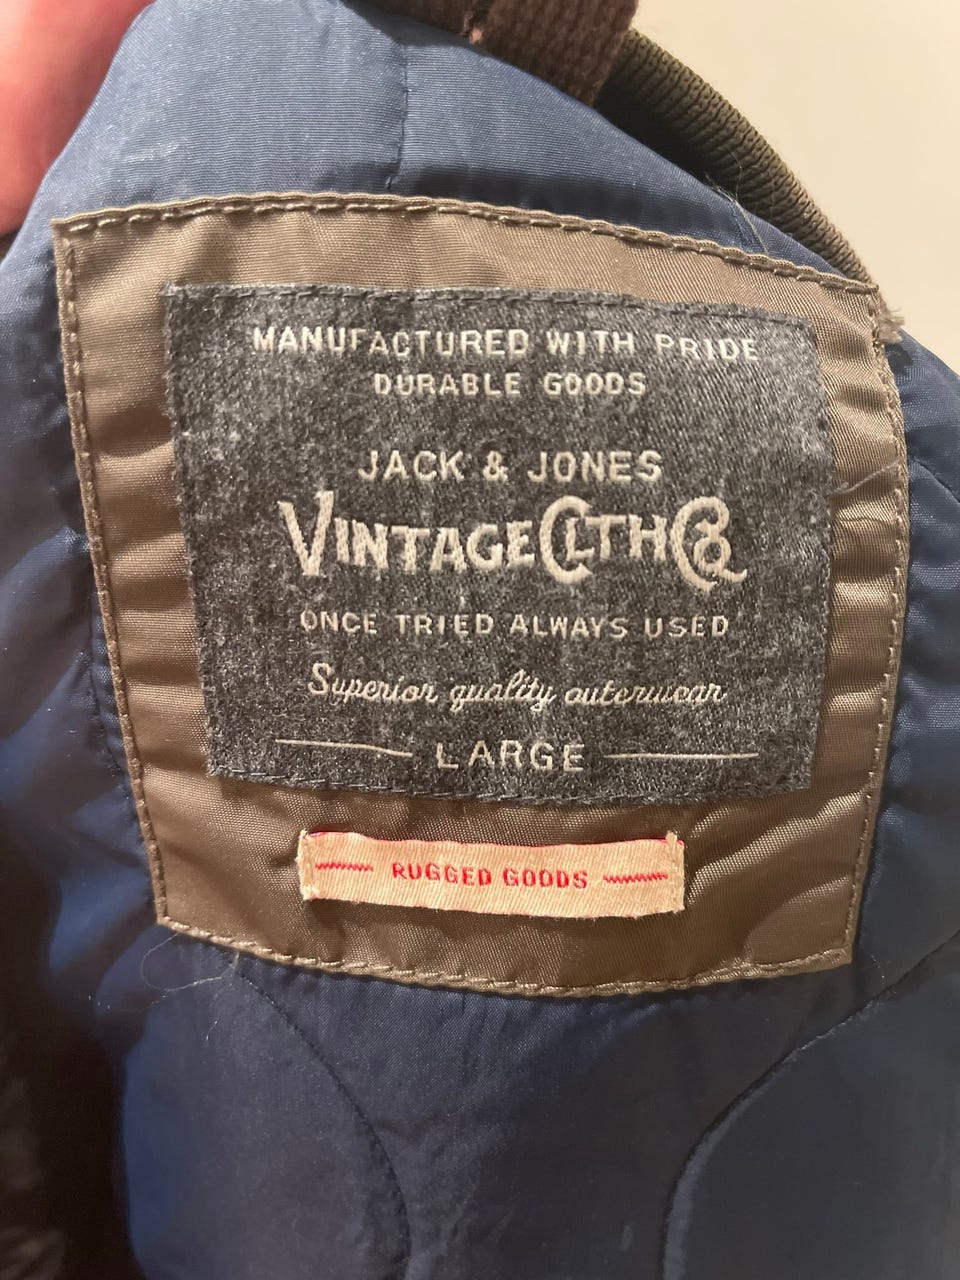 MANUFACTURED WITH PRIDE
DURABLE GOODS
JACK & JONES
VINTAGE CLTH Co
ONCE TRIED ALWAYS USED
Superior quality outerwear
LARGE
RUGGED GOODS